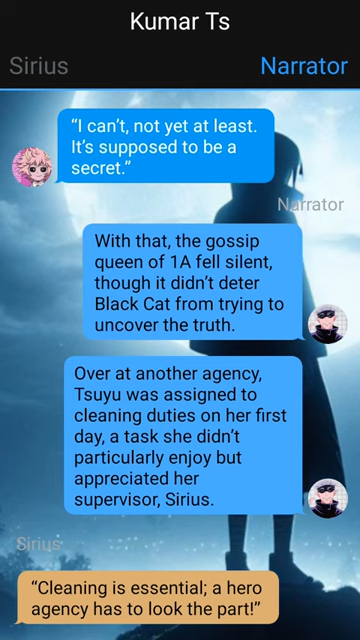 Kumar Ts
Sirius
Narrator
“I can’t, not yet at least.
It’s supposed to be a
secret.”
Narrator
With that, the gossip
queen of 1A fell silent,
though it didn’t deter
Black Cat from trying to
uncover the truth.
Over at another agency,
Tsuyu was assigned to
cleaning duties on her first
day, a task she didn’t
particularly enjoy but
appreciated her
supervisor, Sirius.
Sirius
“Cleaning is essential; a hero
agency has to look the part!”